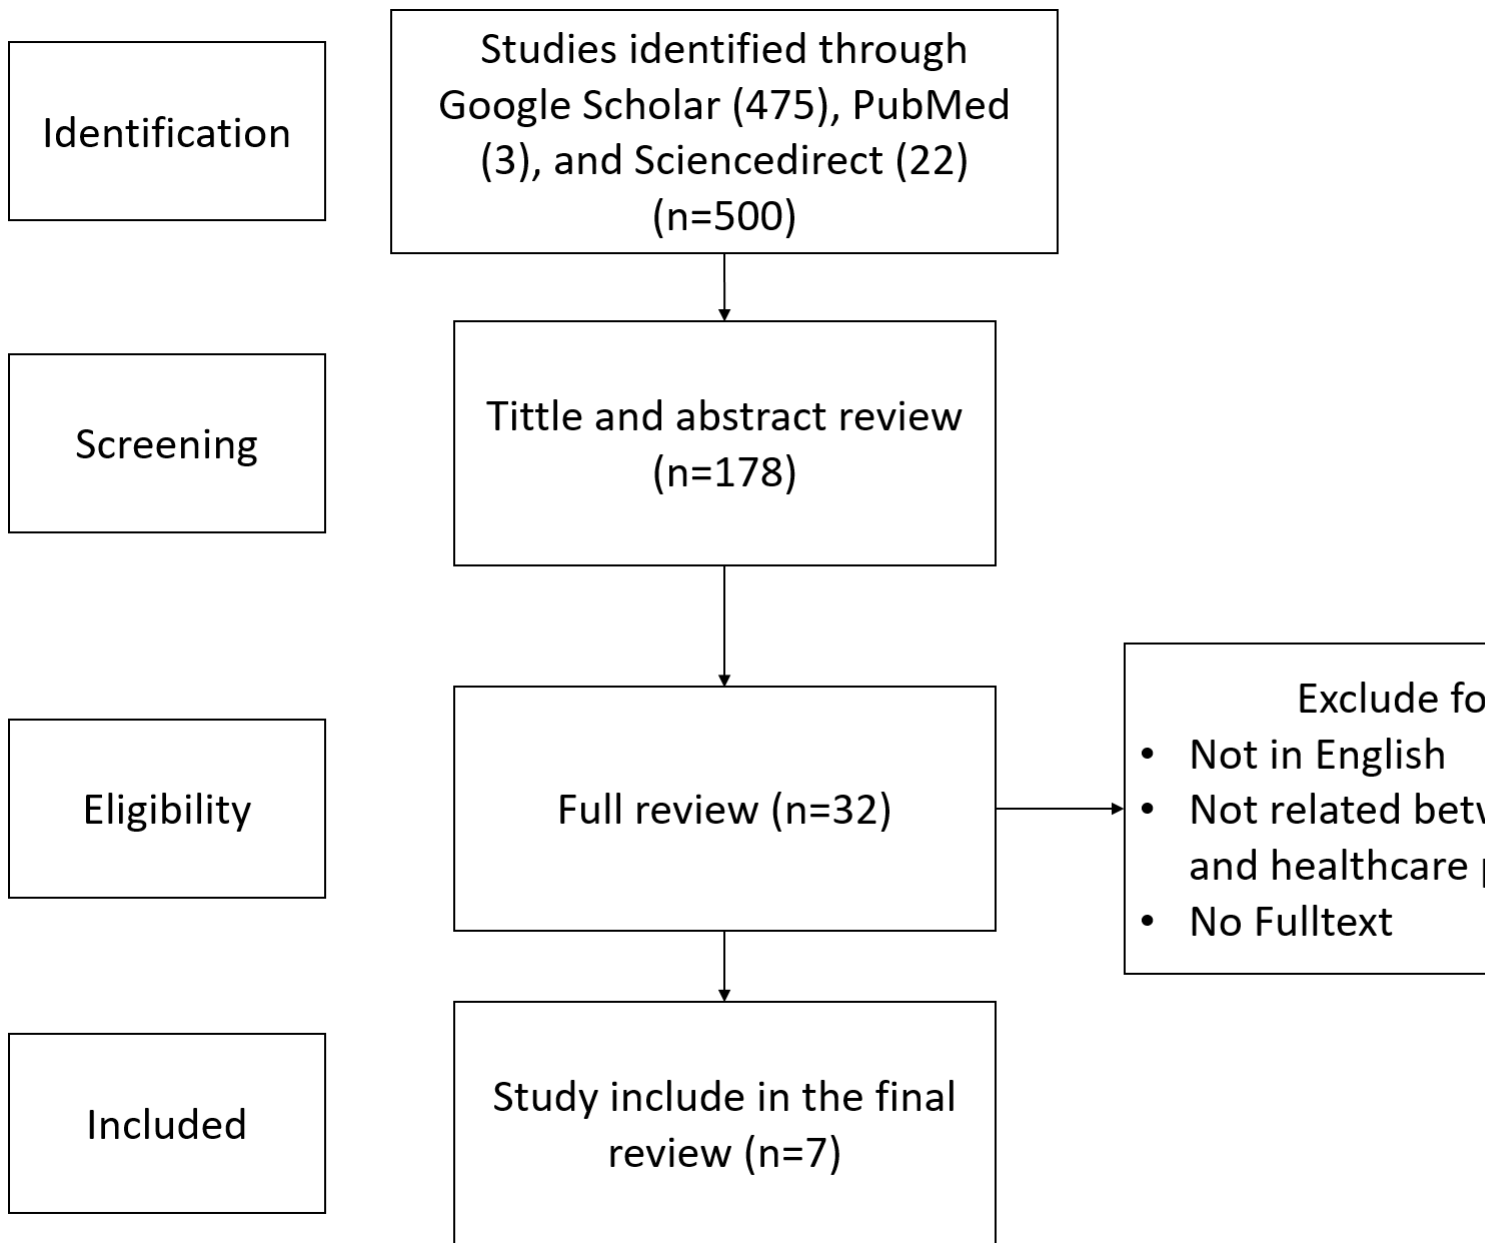 Identification
Studies identified through
Google Scholar (475), PubMed
(3), and Sciencedirect (22)
(n=500)
Screening
Tittle and abstract review
(n=178)
Eligibility
Full review (n=32)
Exclude
• Not in English
• Not related
and healthcare
• No Fulltext
Included
Study include in the final
review (n=7)